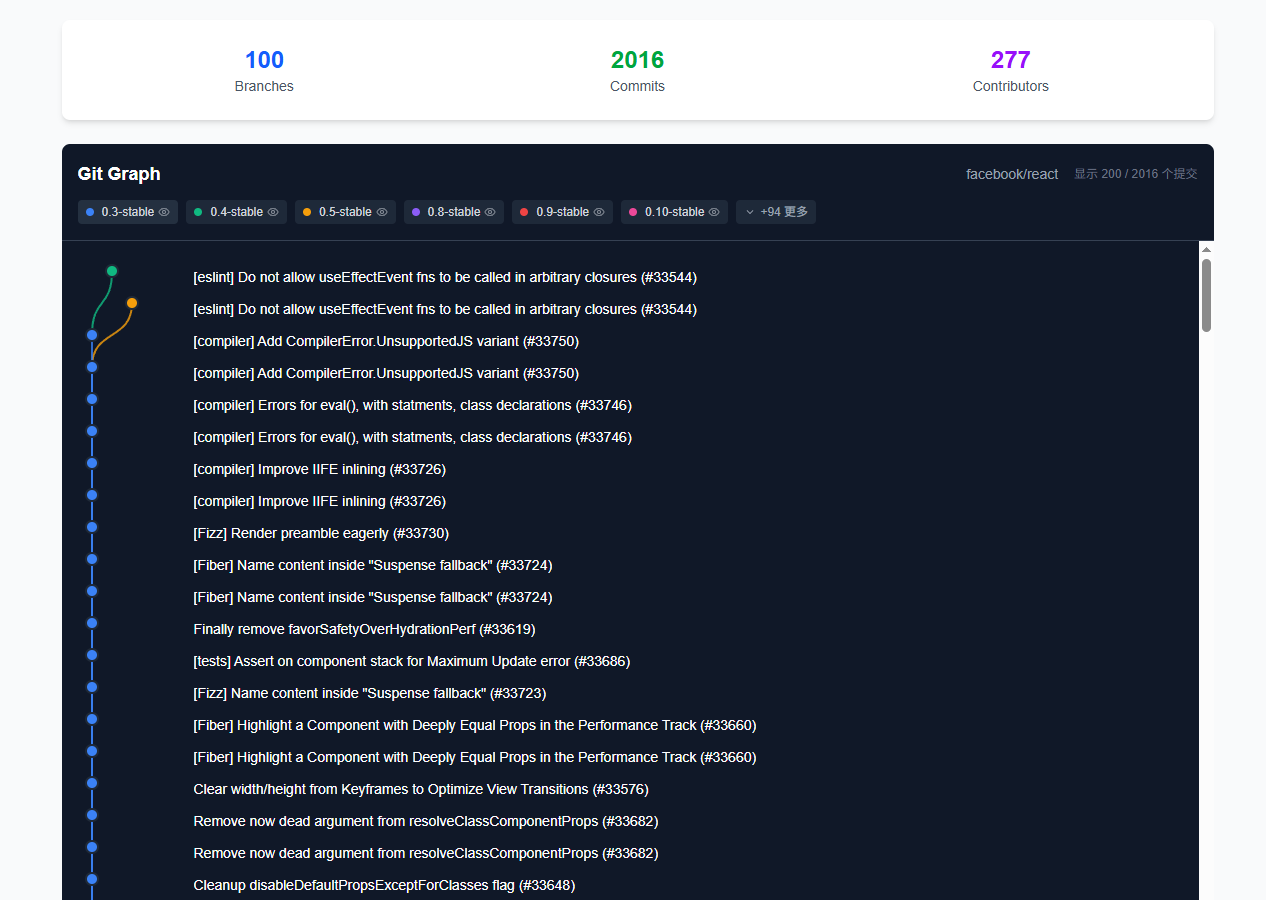 100 2016 277
Branches Commits Contributors
Git Graph facebook/react 显示 200 / 2016 个提交
0.3-stable 0.4-stable 0.5-stable 0.8-stable 0.9-stable 0.10-stable +94 更多
[eslint] Do not allow useEffectEvent fns to be called in arbitrary closures (#33544)
[eslint] Do not allow useEffectEvent fns to be called in arbitrary closures (#33544)
[compiler] Add CompilerError.UnsupportedJS variant (#33750)
[compiler] Add CompilerError.UnsupportedJS variant (#33750)
[compiler] Errors for eval(), with statments, class declarations (#33746)
[compiler] Errors for eval(), with statments, class declarations (#33746)
[compiler] Improve IIFE inlining (#33726)
[compiler] Improve IIFE inlining (#33726)
[Fizz] Render preamble eagerly (#33730)
[Fiber] Name content inside "Suspense fallback" (#33724)
[Fiber] Name content inside "Suspense fallback" (#33724)
Finally remove favorSafetyOverHydrationPerf (#33619)
[tests] Assert on component stack for Maximum Update error (#33686)
[Fizz] Name content inside "Suspense fallback" (#33723)
[Fiber] Highlight a Component with Deeply Equal Props in the Performance Track (#33660)
[Fiber] Highlight a Component with Deeply Equal Props in the Performance Track (#33660)
Clear width/height from Keyframes to Optimize View Transitions (#33576)
Remove now dead argument from resolveClassComponentProps (#33682)
Remove now dead argument from resolveClassComponentProps (#33682)
Cleanup disableDefaultPropsExceptForClasses flag (#33648)